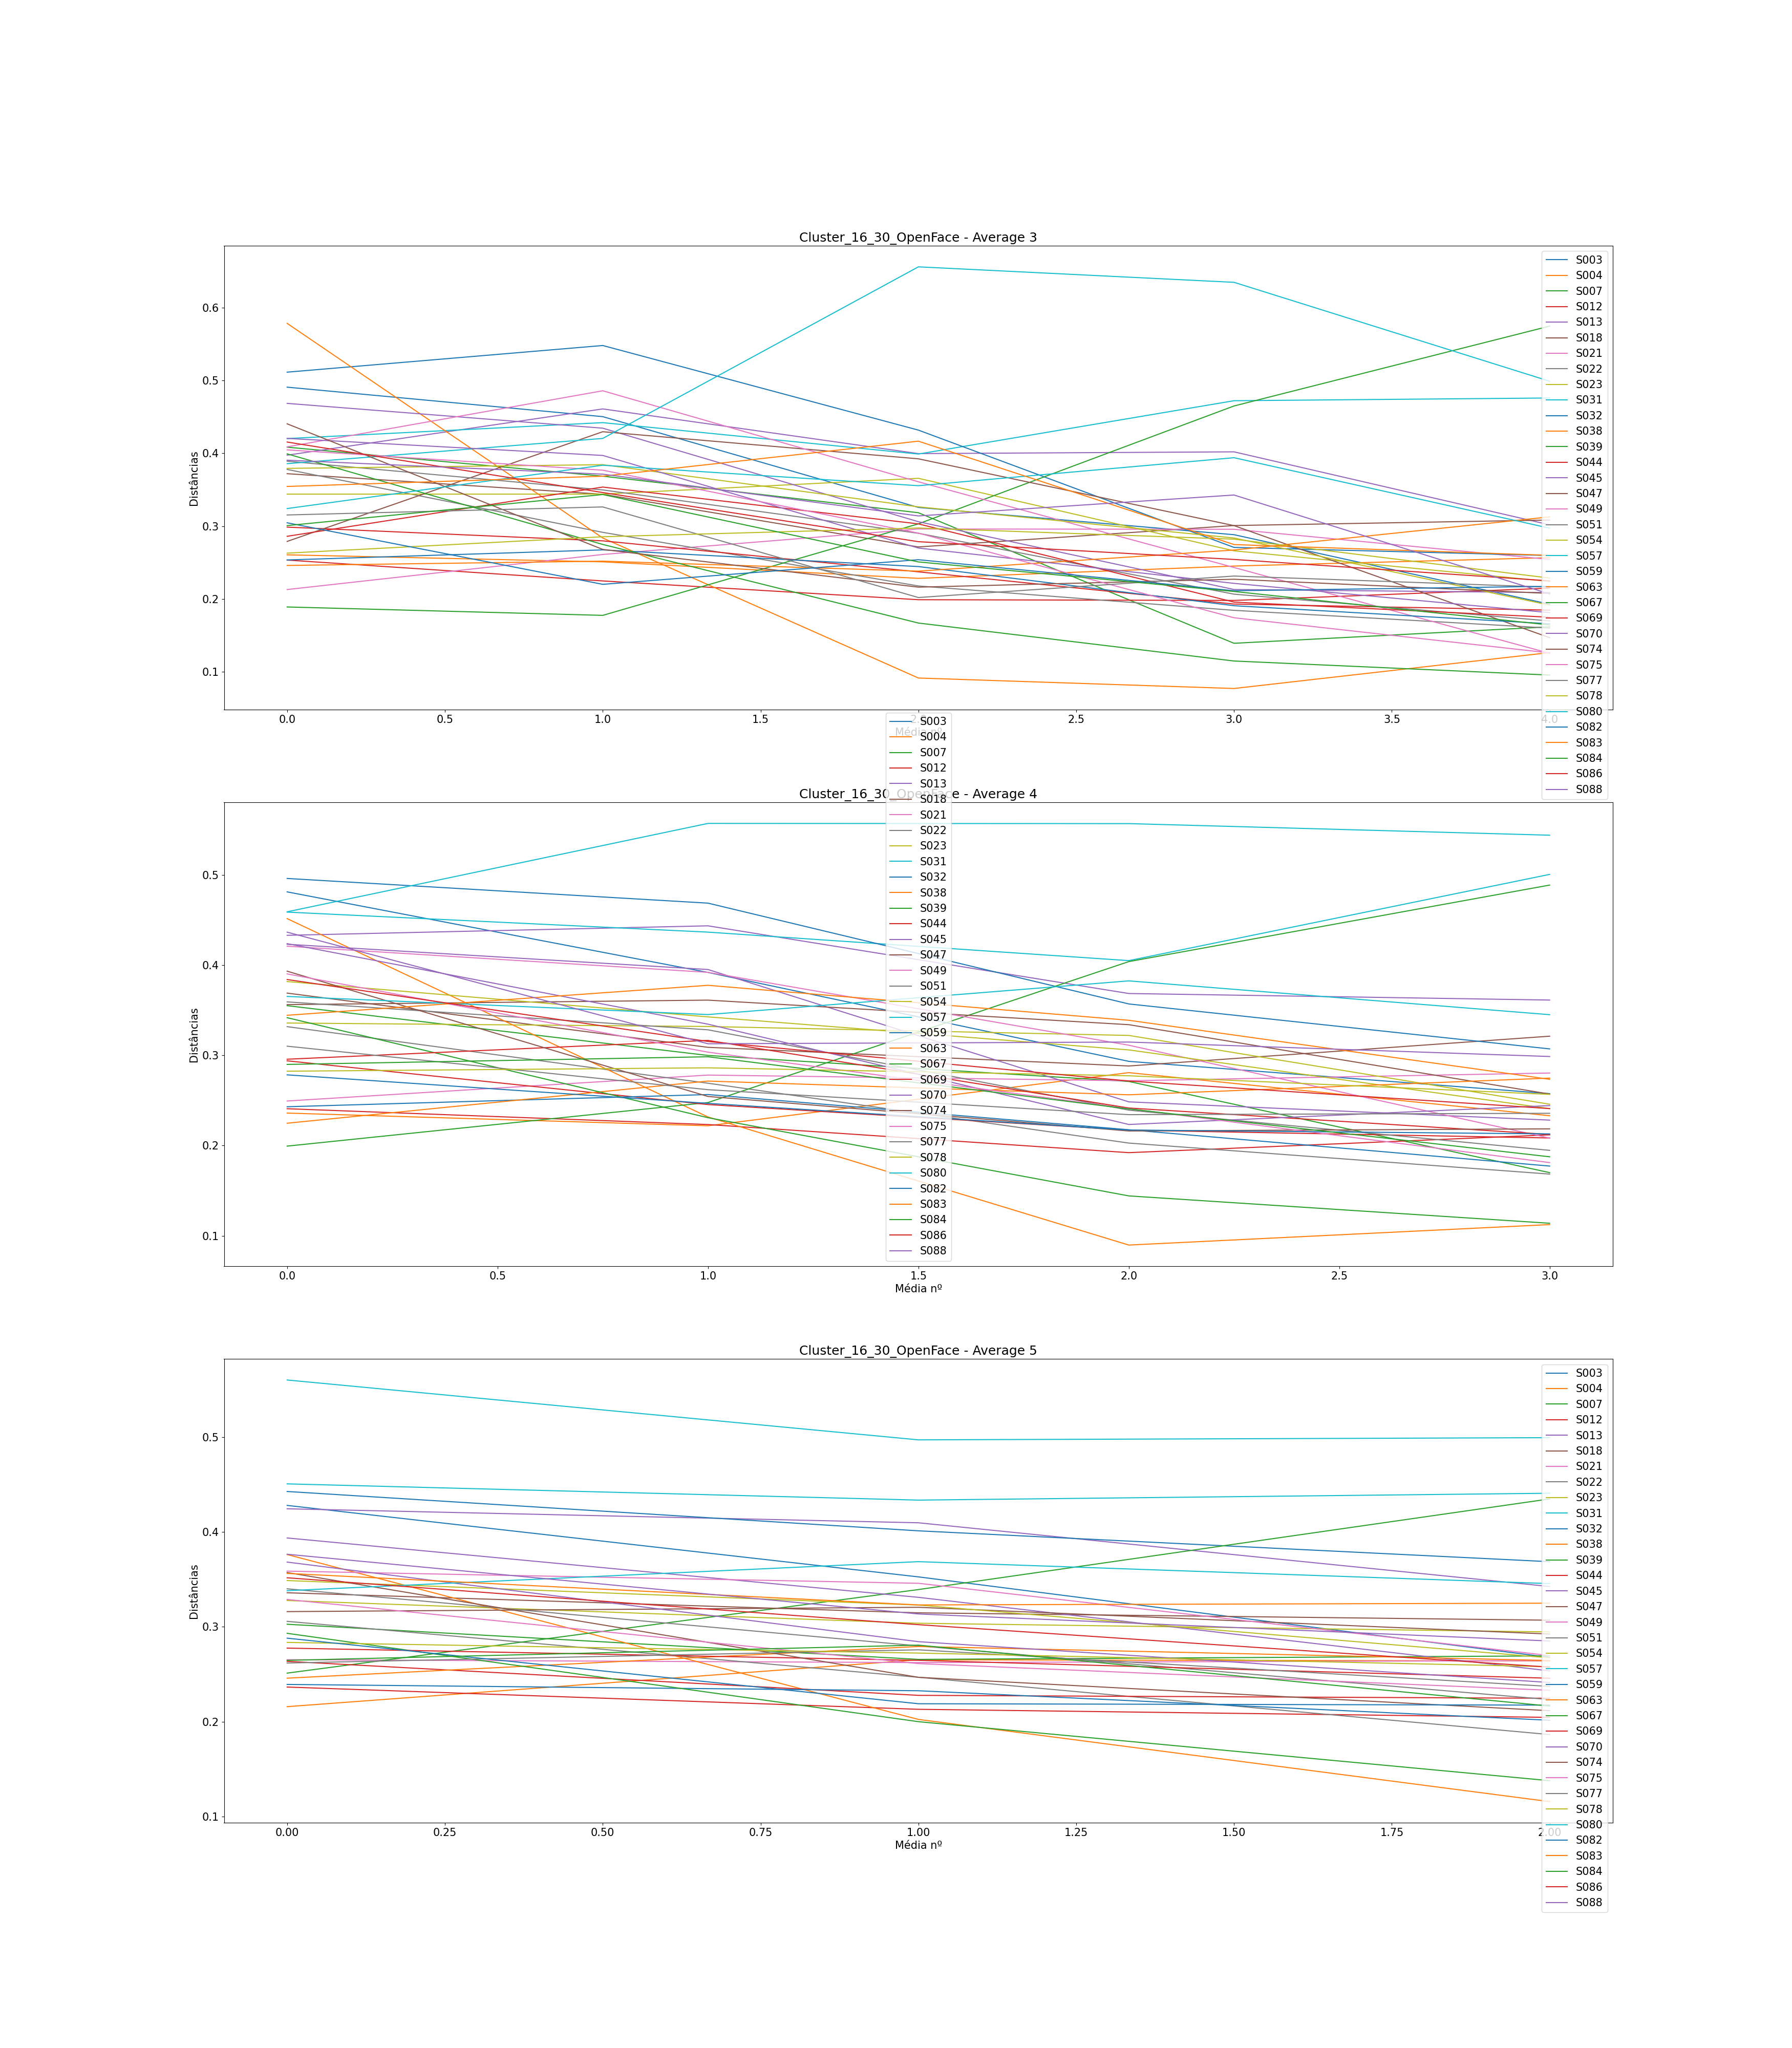 Cluster_16_30_OpenFace - Average 3
Distâncias
0.6
0.5
0.4
0.3
0.2
0.1
0.0
0.5
1.0
1.5
2.0
2.5
3.0
3.5
4.0
Média nº
S003
S004
S007
S012
S013
S018
S021
S022
S023
S031
S032
S038
S039
S044
S045
S047
S049
S051
S054
S057
S059
S063
S067
S069
S070
S074
S075
S077
S078
S080
S082
S083
S084
S086
S088
Cluster_16_30_OpenFace - Average 4
Distâncias
0.5
0.4
0.3
0.2
0.1
0.0
0.5
1.0
1.5
2.0
2.5
3.0
Média nº
S003
S004
S007
S012
S013
S018
S021
S022
S023
S031
S032
S038
S039
S044
S045
S047
S049
S051
S054
S057
S059
S063
S067
S069
S070
S074
S075
S077
S078
S080
S082
S083
S084
S086
S088
Cluster_16_30_OpenFace - Average 5
Distâncias
0.5
0.4
0.3
0.2
0.1
0.00
0.25
0.50
0.75
1.00
1.25
1.50
1.75
2.00
Média nº
S003
S004
S007
S012
S013
S018
S021
S022
S023
S031
S032
S038
S039
S044
S045
S047
S049
S051
S054
S057
S059
S063
S067
S069
S070
S074
S075
S077
S078
S080
S082
S083
S084
S086
S088